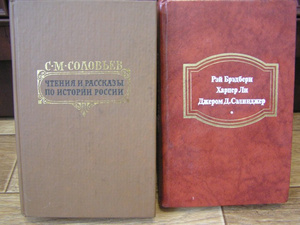 С·М·СОЛОВЬЕВ
ЧТЕНИЯ И РАССКАЗЫ
ПО ИСТОРИИ РОССИИ
Рэй Брэдбери
Харпер Ли
Джером Д. Сэлинджер